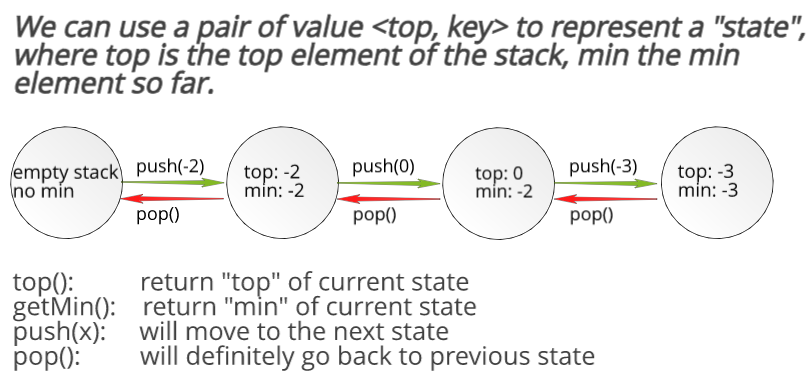 We can use a pair of value <top, key> to represent a "state",
where top is the top element of the stack, min the min
element so far.
empty stack
no min
push(-2)
pop()
top: -2
min: -2
push(0)
pop()
top: 0
min: -2
push(-3)
pop()
top: -3
min: -3
top(): return "top" of current state
getMin(): return "min" of current state
push(x): will move to the next state
pop(): will definitely go back to previous state